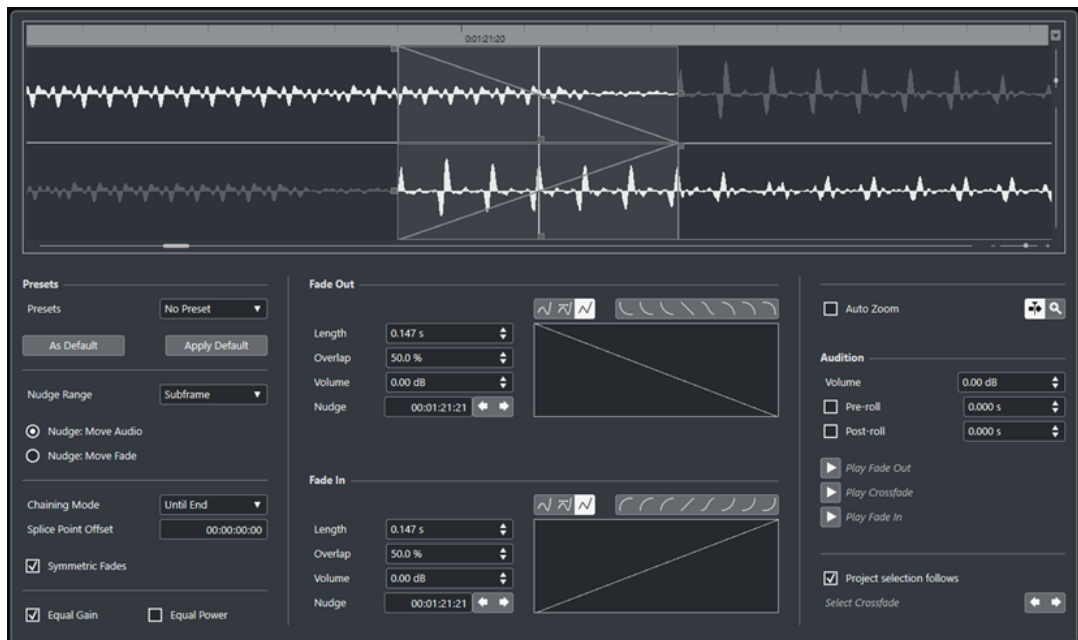 0:01:21:20
Presets
Presets
No Preset
As Default
Apply Default
Nudge Range
Subframe
Nudge: Move Audio
Nudge: Move Fade
Chaining Mode
Until End
Splice Point Offset
00:00:00:00
Symmetric Fades
Equal Gain
Equal Power
Fade Out
Length
0.147 s
Overlap
50.0 %
Volume
0.00 dB
Nudge
00:01:21:21
Fade In
Length
0.147 s
Overlap
50.0 %
Volume
0.00 dB
Nudge
00:01:21:21
Auto Zoom
Audition
Volume
0.00 dB
Pre-roll
0.000 s
Post-roll
0.000 s
Play Fade Out
Play Crossfade
Play Fade In
Project selection follows
Select Crossfade